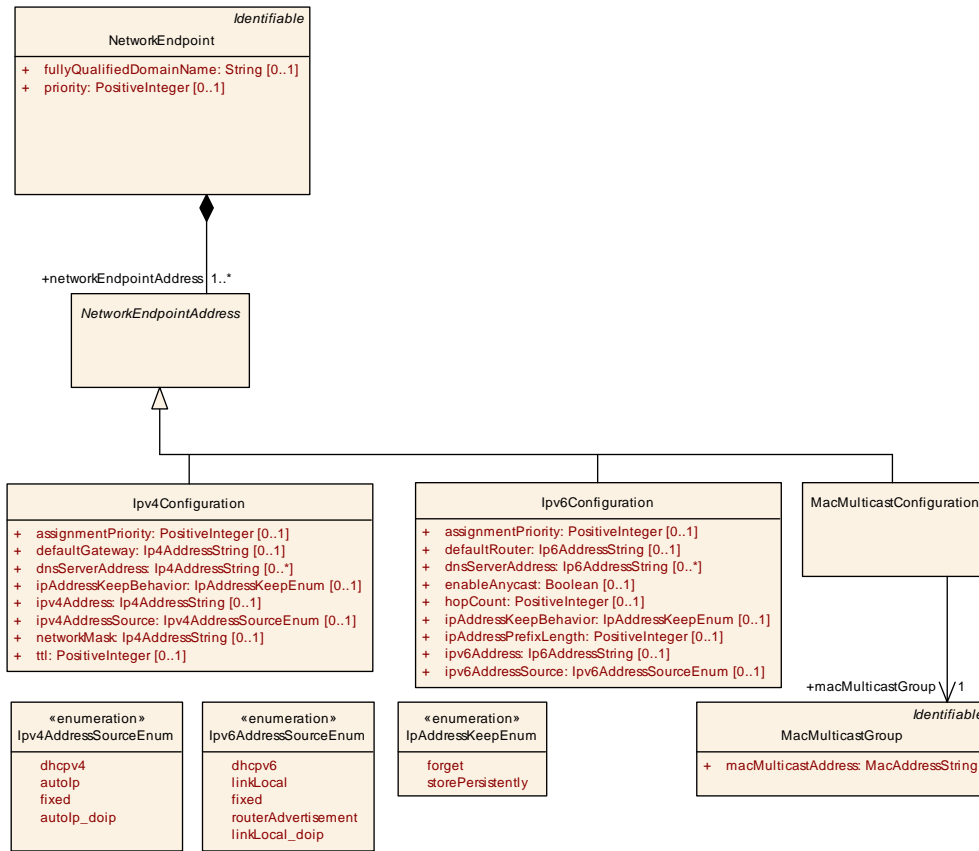 Identifiable
NetworkEndpoint
+ fullyQualifiedDomainName: String [0..1]
+ priority: PositiveInteger [0..1]
+networkEndpointAddress 1..*
NetworkEndpointAddress
Ipv4Configuration
+ assignmentPriority: PositiveInteger [0..1]
+ defaultGateway: Ip4AddressString [0..1]
+ dnsServerAddress: Ip4AddressString [0..*]
+ ipAddressKeepBehavior: IpAddressKeepEnum [0..1]
+ ipv4Address: Ip4AddressString [0..1]
+ ipv4AddressSource: Ipv4AddressSourceEnum [0..1]
+ networkMask: Ip4AddressString [0..1]
+ ttl: PositiveInteger [0..1]
Ipv6Configuration
+ assignmentPriority: PositiveInteger [0..1]
+ defaultRouter: Ip6AddressString [0..1]
+ dnsServerAddress: Ip6AddressString [0..*]
+ enableAnycast: Boolean [0..1]
+ hopCount: PositiveInteger [0..1]
+ ipAddressKeepBehavior: IpAddressKeepEnum [0..1]
+ ipAddressPrefixLength: PositiveInteger [0..1]
+ ipv6Address: Ip6AddressString [0..1]
+ ipv6AddressSource: Ipv6AddressSourceEnum [0..1]
MacMulticastConfiguration
+macMulticastGroup 1
«enumeration»
Ipv4AddressSourceEnum
dhcpv4
autoIp
fixed
autoIp_doip
«enumeration»
Ipv6AddressSourceEnum
dhcpv6
linkLocal
fixed
routerAdvertisement
linkLocal_doip
«enumeration»
IpAddressKeepEnum
forget
storePersistently
Identifiable
MacMulticastGroup
+ macMulticastAddress: MacAddressString